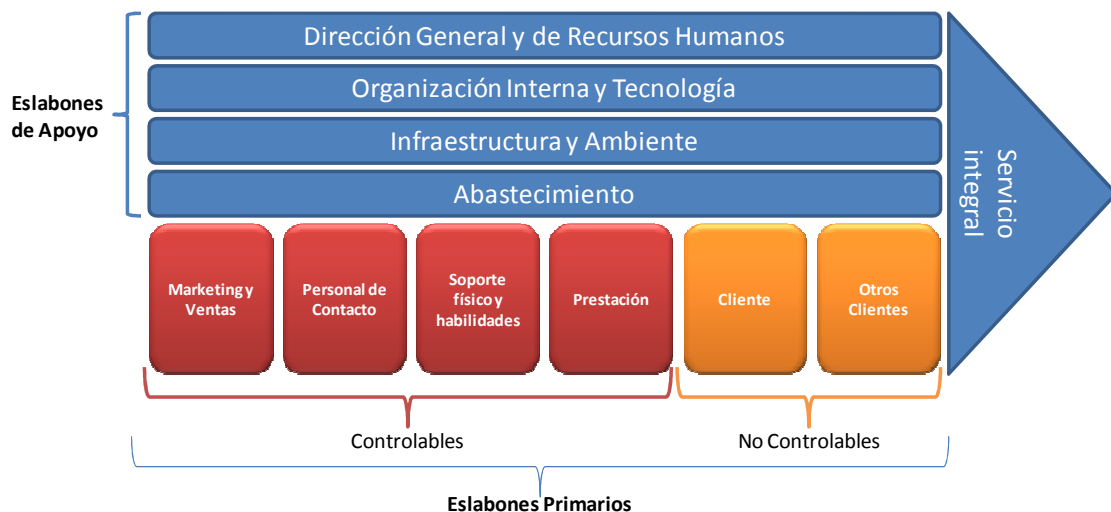 Dirección General y de Recursos Humanos
Organización Interna y Tecnología
Eslabones
de Apoyo
Infraestructura y Ambiente
Abastecimiento
Servicio
integral
Marketing y
Ventas
Personal de
Contacto
Soporte
físico y
habilidades
Prestación
Cliente
Otros
Clientes
Controlables
No Controlables
Eslabones Primarios